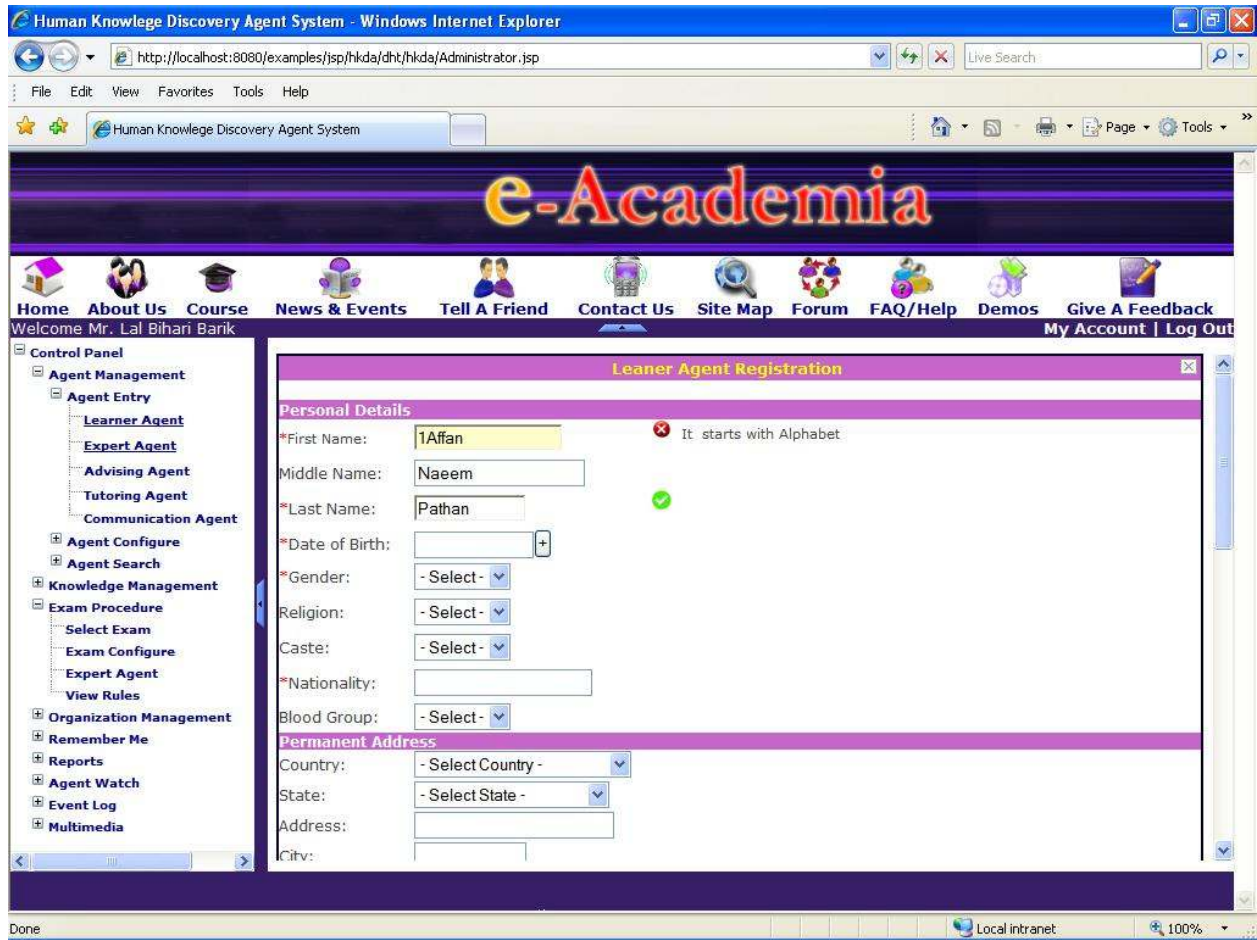 Human Knowlege Discovery Agent System - Windows Internet Explorer
http://localhost:8080/examples/jsp/hkda/dht/hkda/Administrator.jsp
Live Search
File Edit View Favorites Tools Help
Human Knowlege Discovery Agent System
Page Tools
e-Academia
Home About Us Course News & Events Tell A Friend Contact Us Site Map Forum FAQ/Help Demos Give A Feedback
Welcome Mr. Lal Bihari Barik
My Account | Log Out
Control Panel
Agent Management
Agent Entry
Learner Agent
Expert Agent
Advising Agent
Tutoring Agent
Communication Agent
Agent Configure
Agent Search
Knowledge Management
Exam Procedure
Select Exam
Exam Configure
Expert Agent
View Rules
Organization Management
Remember Me
Reports
Agent Watch
Event Log
Multimedia
Leaner Agent Registration
Personal Details
*First Name: 1Affan It starts with Alphabet
Middle Name: Naeem
*Last Name: Pathan
*Date of Birth: +
*Gender: - Select -
Religion: - Select -
Caste: - Select -
*Nationality:
Blood Group: - Select -
Permanent Address
Country: - Select Country -
State: - Select State -
Address:
City:
Done
Local intranet
100%